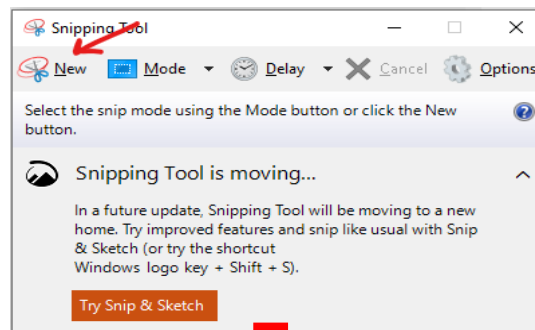 Snipping Tool
New Mode Delay Cancel Options
Select the snip mode using the Mode button or click the New
button.
Snipping Tool is moving...
In a future update, Snipping Tool will be moving to a new
home. Try improved features and snip like usual with Snip
& Sketch (or try the shortcut
Windows logo key + Shift + S).
Try Snip & Sketch